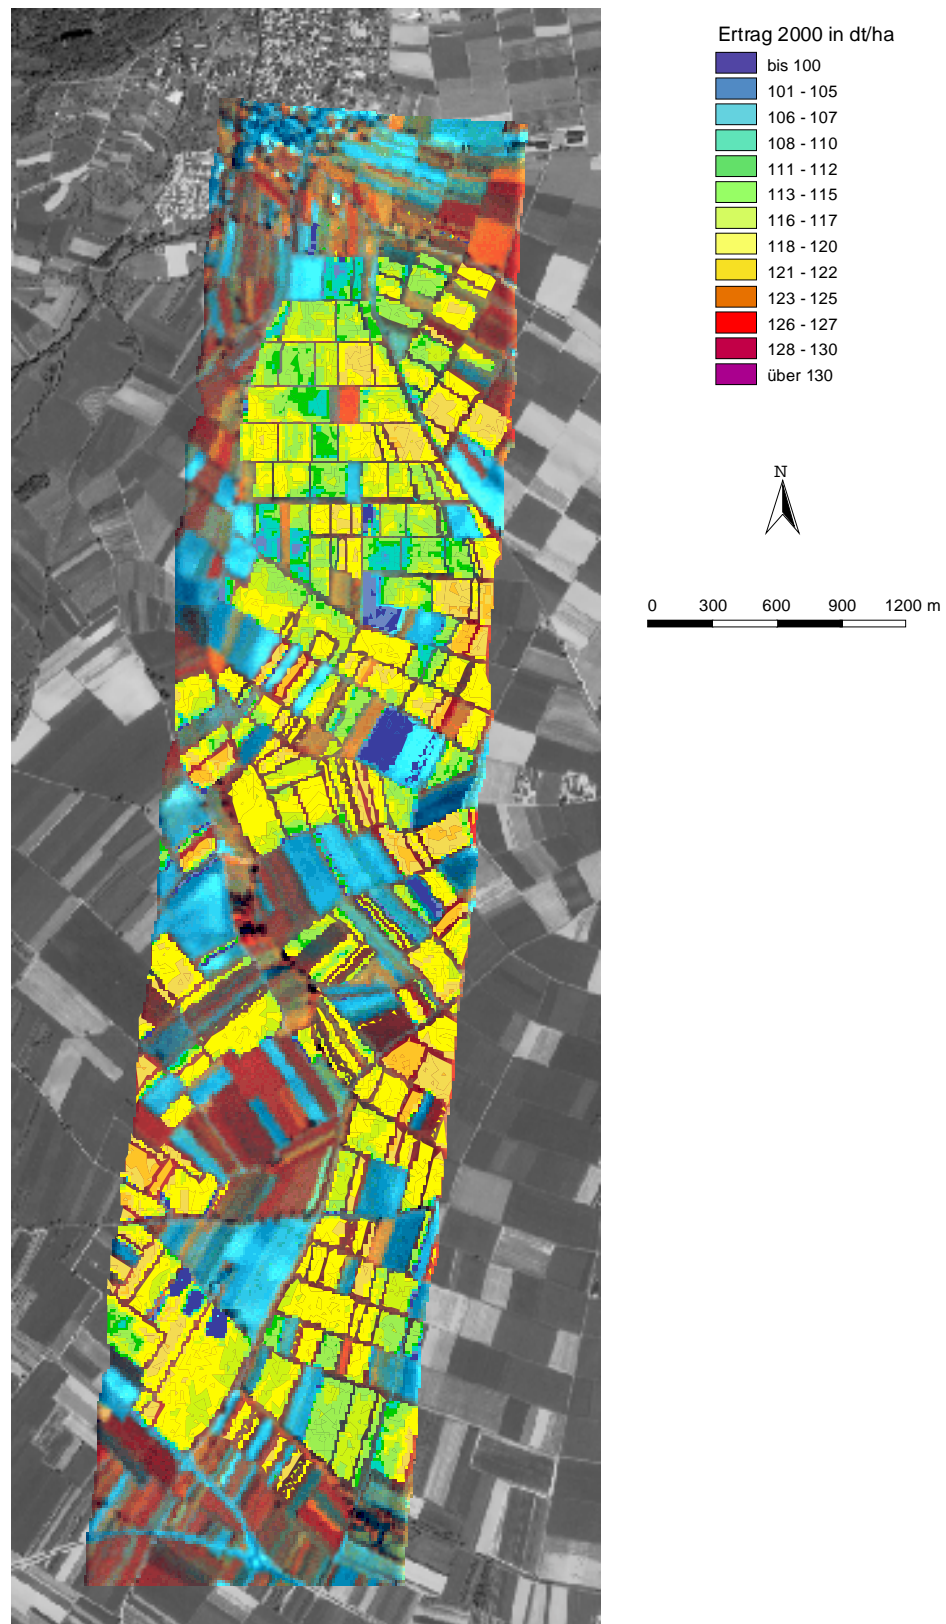 Ertrag 2000 in dt/ha
bis 100
101 - 105
106 - 107
108 - 110
111 - 112
113 - 115
116 - 117
118 - 120
121 - 122
123 - 125
126 - 127
128 - 130
über 130
N
0 300 600 900 1200 m